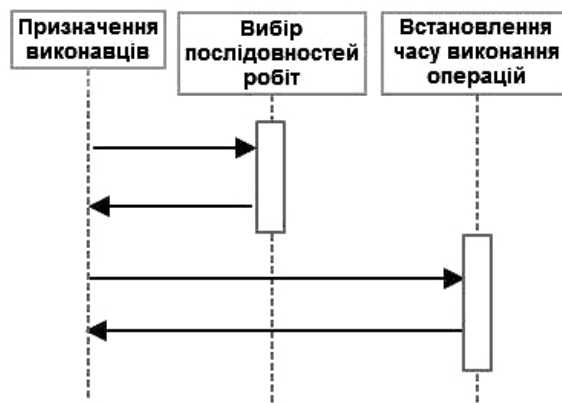 Призначення
виконавців
Вибір
послідовностей
робіт
Встановлення
часу виконання
операцій